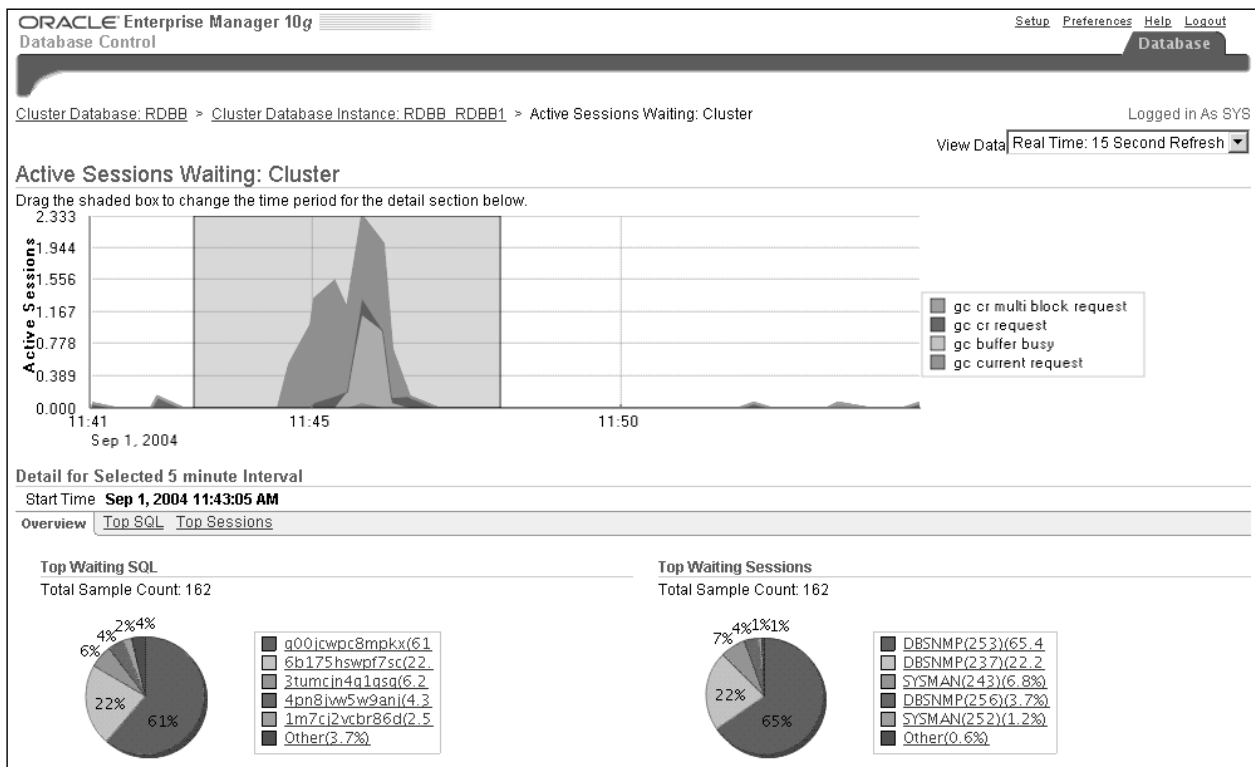 ORACLE Enterprise Manager 10g
Database Control
Setup Preferences Help Logout
Database
Cluster Database: RDBB > Cluster Database Instance: RDBB_RDBB1 > Active Sessions Waiting: Cluster
Logged in As SYS
View Data Real Time: 15 Second Refresh
Active Sessions Waiting: Cluster
Drag the shaded box to change the time period for the detail section below.
Active Sessions
2.333
1.944
1.556
1.167
0.778
0.389
0.000
11:41
11:45
11:50
Sep 1, 2004
gc cr multi block request
gc cr request
gc buffer busy
gc current request
Detail for Selected 5 minute Interval
Start Time Sep 1, 2004 11:43:05 AM
Overview Top SQL Top Sessions
Top Waiting SQL
Total Sample Count: 162
61%
22%
6%
4%
2%
4%
q00jcwpc8mpkx(61
6b175hswpf7sc(22.
3tumcjn4q1qsq(6.2
4pn8jvw5w9anj(4.3
1m7cj2vcbr86d(2.5
Other(3.7%)
Top Waiting Sessions
Total Sample Count: 162
65%
22%
7%
4%
1%
1%
DBSNMP(253)(65.4
DBSNMP(237)(22.2
SYSMAN(243)(6.8%)
DBSNMP(256)(3.7%)
SYSMAN(252)(1.2%)
Other(0.6%)